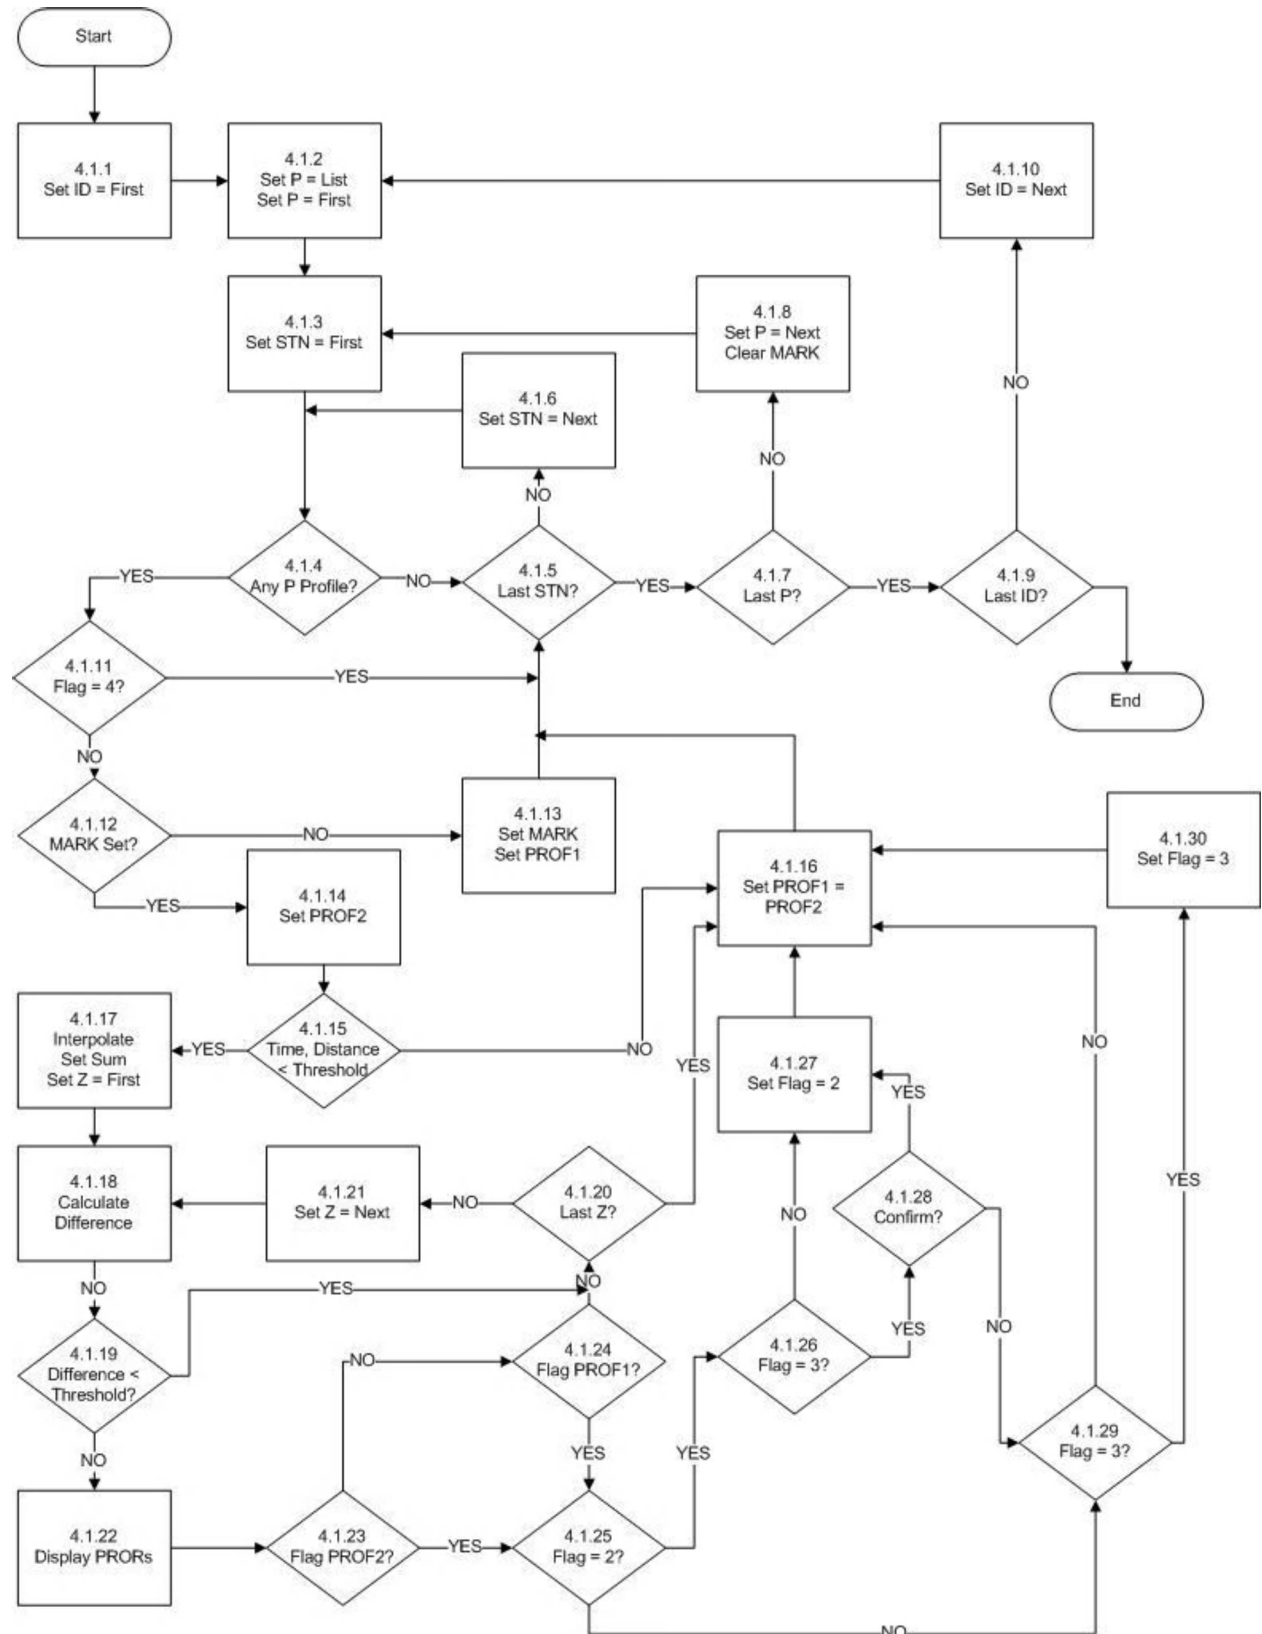 Start
4.1.1
Set ID = First
4.1.2
Set P = List
Set P = First
4.1.10
Set ID = Next
4.1.3
Set STN = First
4.1.8
Set P = Next
Clear MARK
4.1.6
Set STN = Next
NO
NO
NO
4.1.4
Any P Profile?
YES
NO
4.1.5
Last STN?
YES
4.1.7
Last P?
YES
4.1.9
Last ID?
4.1.11
Flag = 4?
YES
End
NO
4.1.12
MARK Set?
NO
4.1.13
Set MARK
Set PROF1
4.1.30
Set Flag = 3
4.1.16
Set PROF1 =
PROF2
YES
4.1.14
Set PROF2
4.1.17
Interpolate
Set Sum
Set Z = First
YES
4.1.15
Time, Distance
< Threshold
NO
YES
4.1.27
Set Flag = 2
YES
NO
4.1.18
Calculate
Difference
4.1.21
Set Z = Next
NO
4.1.20
Last Z?
NO
4.1.28
Confirm?
YES
NO
YES
NO
4.1.19
Difference <
Threshold?
NO
4.1.24
Flag PROF1?
4.1.26
Flag = 3?
YES
NO
NO
YES
YES
4.1.29
Flag = 3?
4.1.22
Display PRORs
4.1.23
Flag PROF2?
YES
4.1.25
Flag = 2?
NO